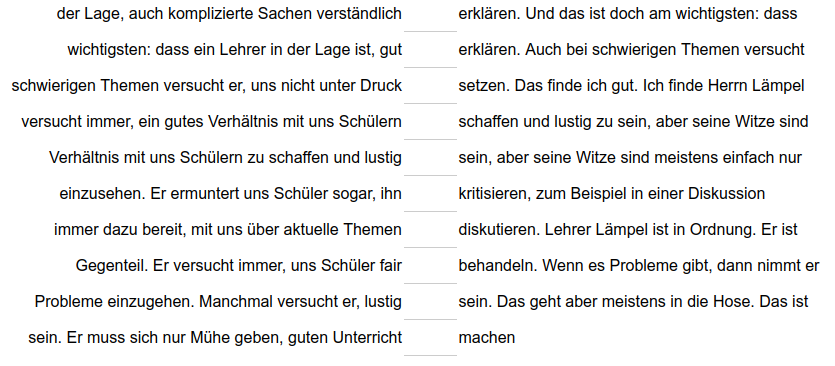 der Lage, auch komplizierte Sachen verständlich erklären. Und das ist doch am wichtigsten: dass
wichtigsten: dass ein Lehrer in der Lage ist, gut erklären. Auch bei schwierigen Themen versucht
schwierigen Themen versucht er, uns nicht unter Druck setzen. Das finde ich gut. Ich finde Herrn Lämpel
versucht immer, ein gutes Verhältnis mit uns Schülern schaffen und lustig zu sein, aber seine Witze sind
Verhältnis mit uns Schülern zu schaffen und lustig sein, aber seine Witze sind meistens einfach nur
einzusehen. Er ermuntert uns Schüler sogar, ihn kritisieren, zum Beispiel in einer Diskussion
immer dazu bereit, mit uns über aktuelle Themen diskutieren. Lehrer Lämpel ist in Ordnung. Er ist
Gegenteil. Er versucht immer, uns Schüler fair behandeln. Wenn es Probleme gibt, dann nimmt er
Probleme einzugehen. Manchmal versucht er, lustig sein. Das geht aber meistens in die Hose. Das ist
sein. Er muss sich nur Mühe geben, guten Unterricht machen